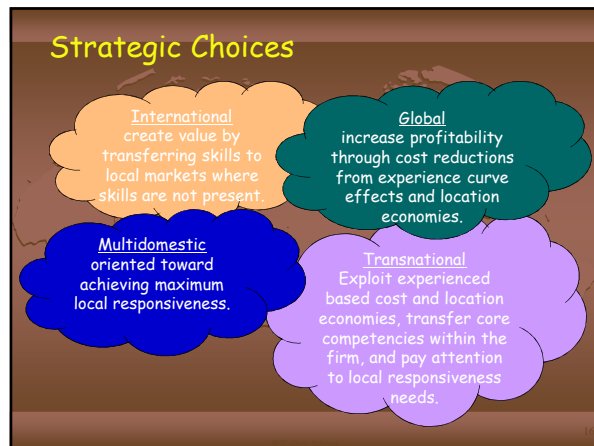 Strategic Choices
International
create value by
transferring skills to
local markets where
skills are not present.
Global
increase profitability
through cost reductions
from experience curve
effects and location
economies.
Multidomestic
oriented toward
achieving maximum
local responsiveness.
Transnational
Exploit experienced
based cost and location
economies, transfer core
competencies within the
firm, and pay attention
to local responsiveness
needs.